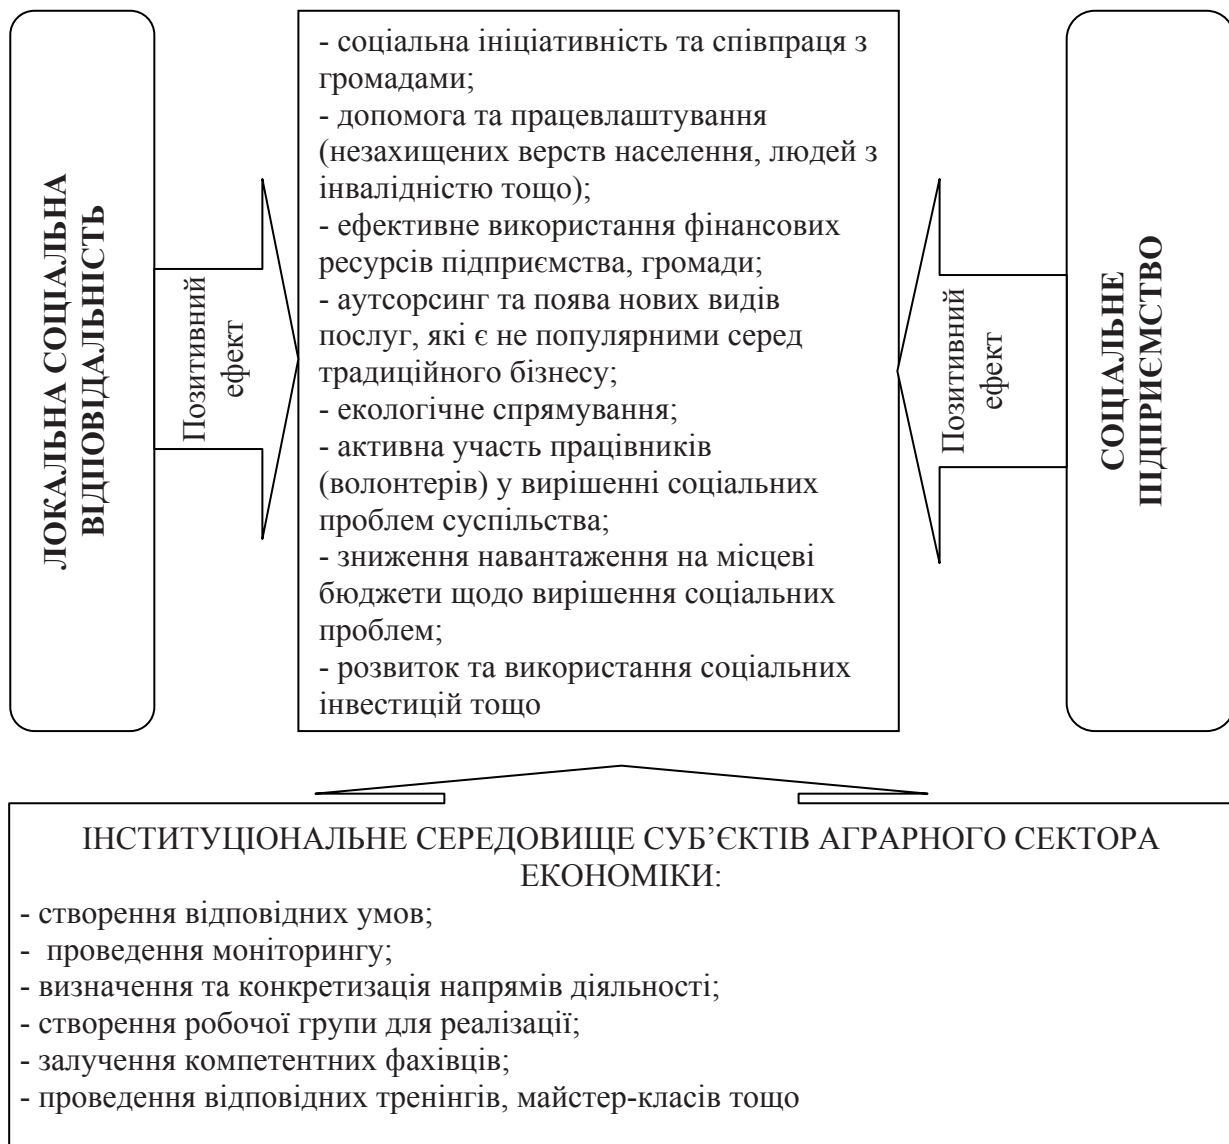 ЛОКАЛЬНА СОЦІАЛЬНА
ВІДПОВІДАЛЬНІСТЬ
Позитивний
ефект
- соціальна ініціативність та співпраця з
громадами;
- допомога та працевлаштування
(незахищених верств населення, людей з
інвалідністю тощо);
- ефективне використання фінансових
ресурсів підприємства, громади;
- аутсорсинг та поява нових видів
послуг, які є не популярними серед
традиційного бізнесу;
- екологічне спрямування;
- активна участь працівників
(волонтерів) у вирішенні соціальних
проблем суспільства;
- зниження навантаження на місцеві
бюджети щодо вирішення соціальних
проблем;
- розвиток та використання соціальних
інвестицій тощо
Позитивний
ефект
СОЦІАЛЬНЕ
ПІДПРИЄМСТВО
ІНСТИТУЦІОНАЛЬНЕ СЕРЕДОВИЩЕ СУБ’ЄКТІВ АГРАРНОГО СЕКТОРА
ЕКОНОМІКИ:
- створення відповідних умов;
- проведення моніторингу;
- визначення та конкретизація напрямів діяльності;
- створення робочої групи для реалізації;
- залучення компетентних фахівців;
- проведення відповідних тренінгів, майстер-класів тощо